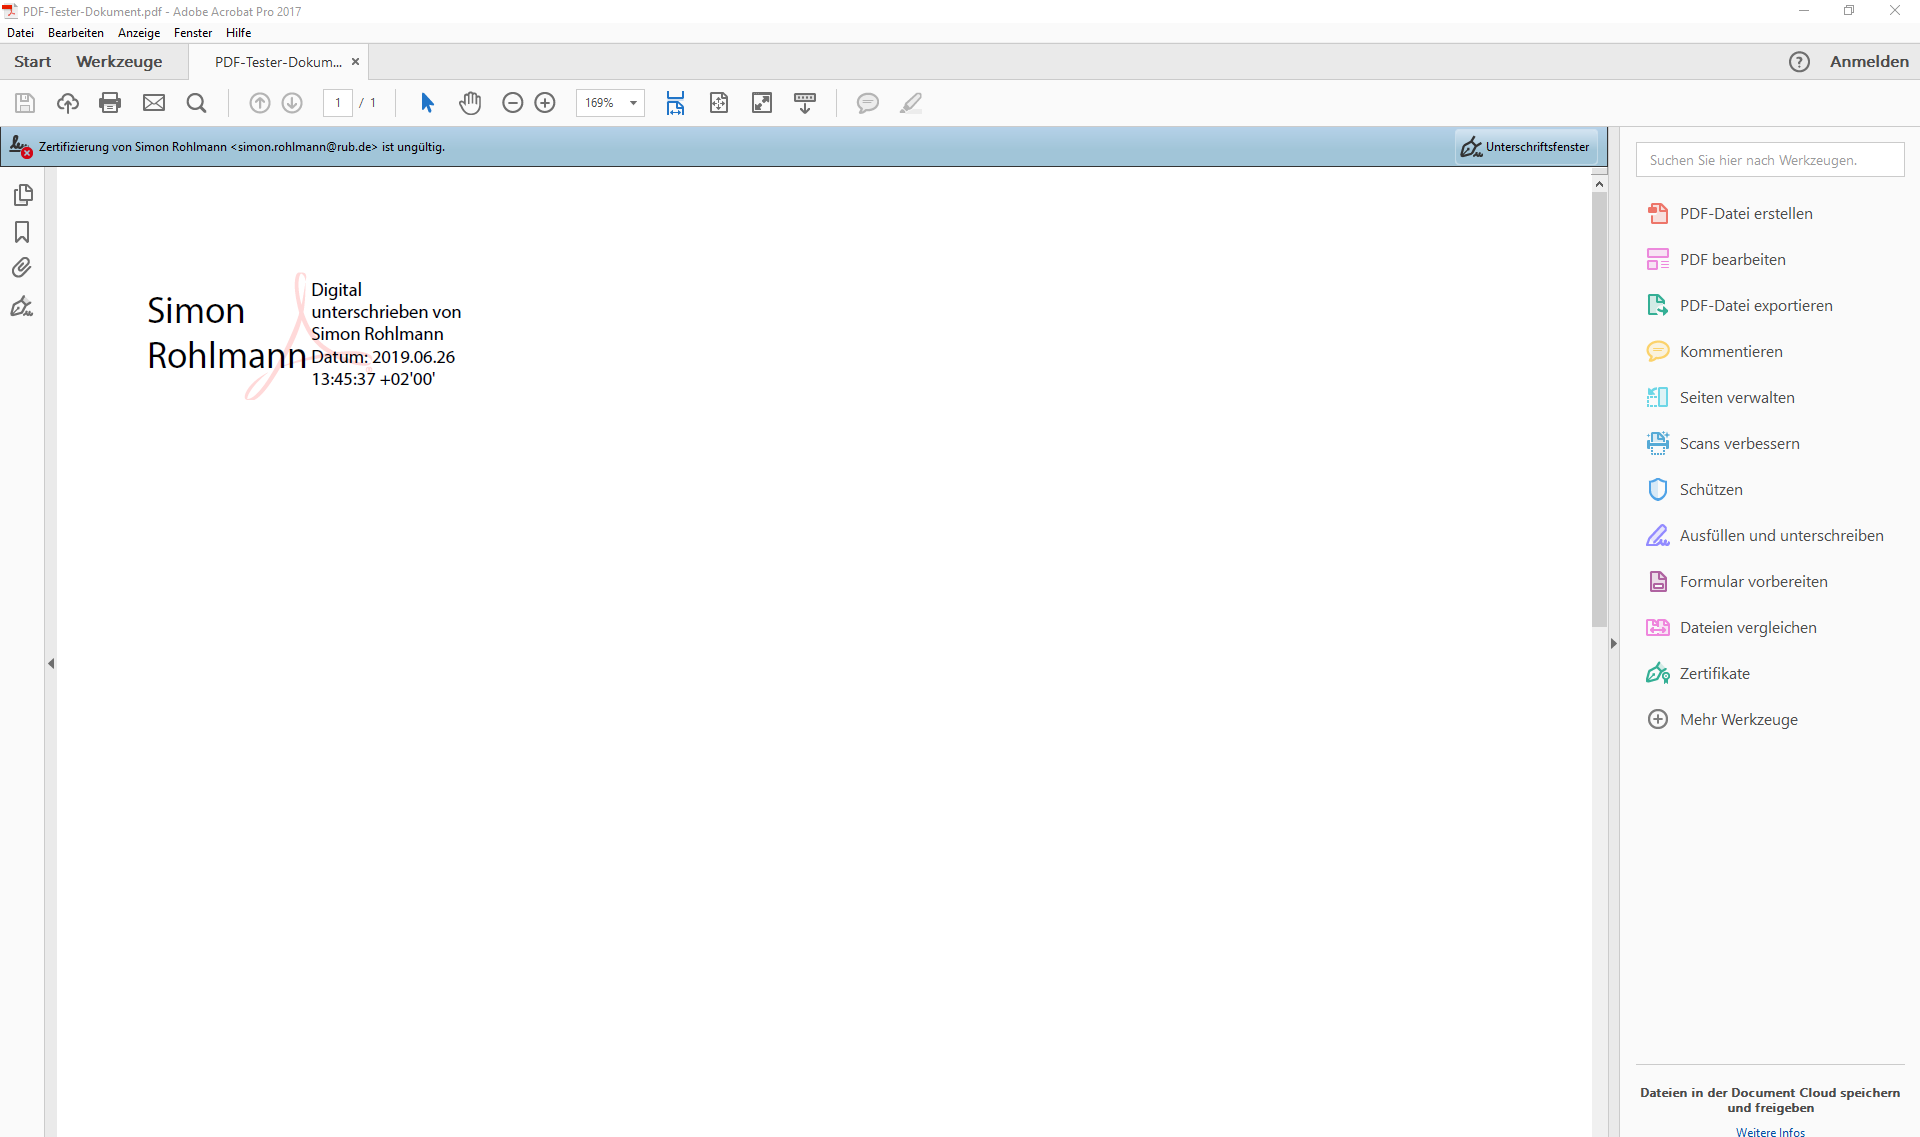 PDF-Tester-Dokument.pdf - Adobe Acrobat Pro 2017
Datei Bearbeiten Anzeige Fenster Hilfe
Start Werkzeuge PDF-Tester-Dokum... × ? Anmelden
1 / 1 169%
Zertifizierung von Simon Rohlmann <simon.rohlmann@rub.de> ist ungültig.
Unterschriftsfenster
Simon
Rohlmann
Digital
unterschrieben von
Simon Rohlmann
Datum: 2019.06.26
13:45:37 +02'00'
Suchen Sie hier nach Werkzeugen.
PDF-Datei erstellen
PDF bearbeiten
PDF-Datei exportieren
Kommentieren
Seiten verwalten
Scans verbessern
Schützen
Ausfüllen und unterschreiben
Formular vorbereiten
Dateien vergleichen
Zertifikate
Mehr Werkzeuge
Dateien in der Document Cloud speichern
und freigeben
Weitere Infos